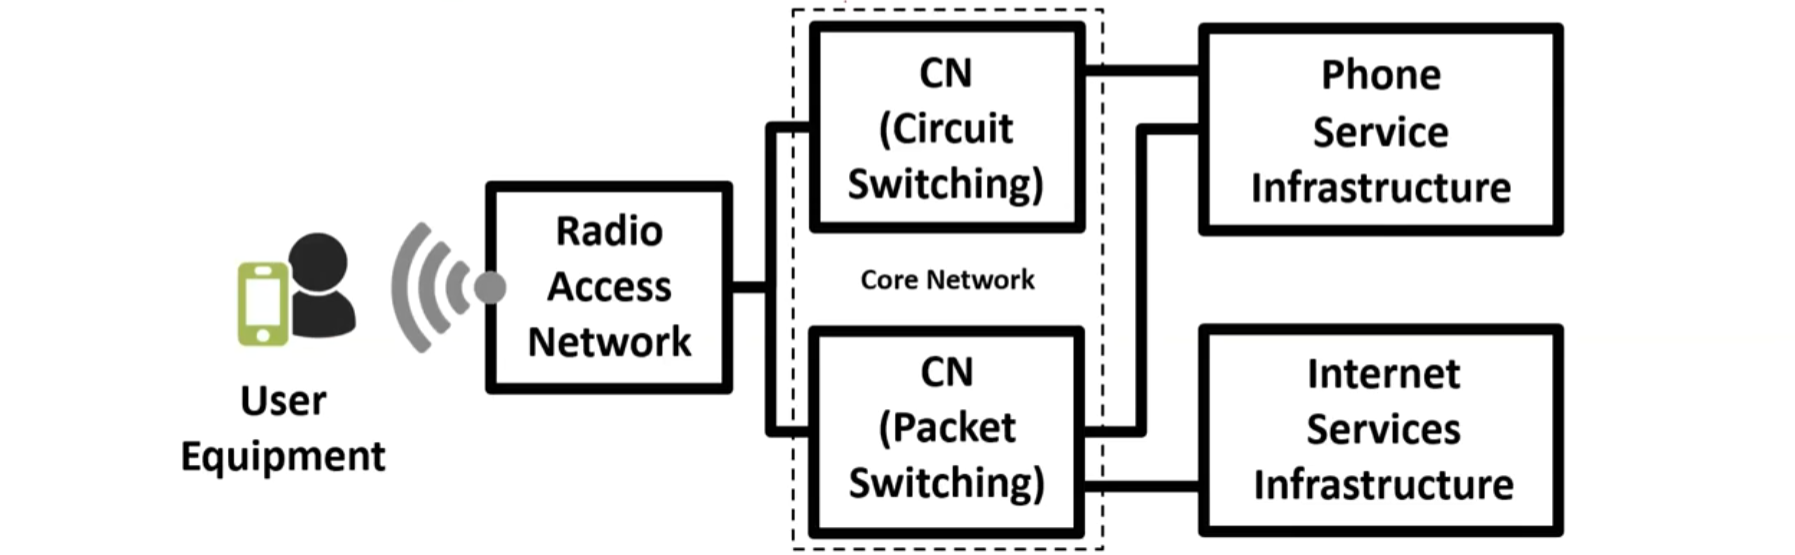 User
Equipment
Radio
Access
Network
CN
(Circuit
Switching)
Core Network
CN
(Packet
Switching)
Phone
Service
Infrastructure
Internet
Services
Infrastructure